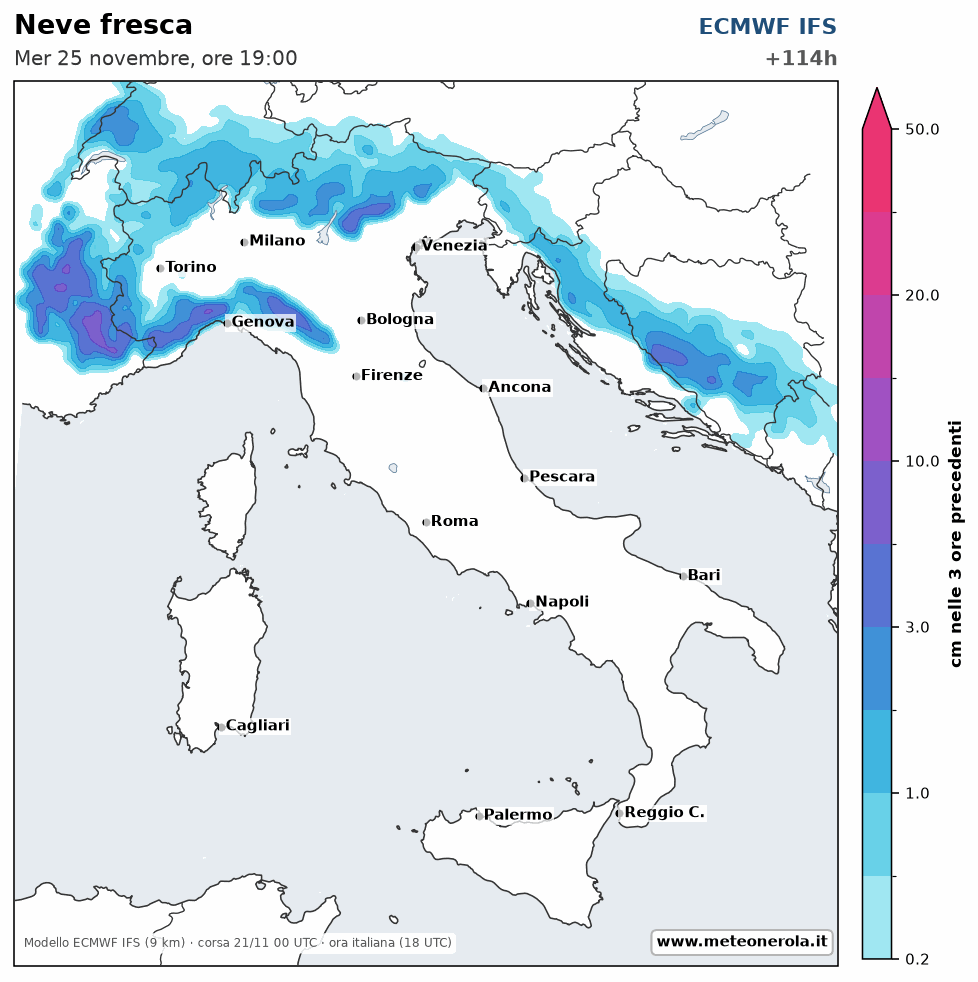 Neve fresca
ECMWF IFS
Mer 25 novembre, ore 19:00
+114h
50.0
Milano
Venezia
Torino
20.0
Genova
Bologna
Firenze
Ancona
10.0
Pescara
Roma
Bari
Napoli
3.0
Cagliari
1.0
Palermo
Reggio C.
cm nelle 3 ore precedenti
Modello ECMWF IFS (9 km) · corsa 21/11 00 UTC · ora italiana (18 UTC)
www.meteonerola.it
0.2